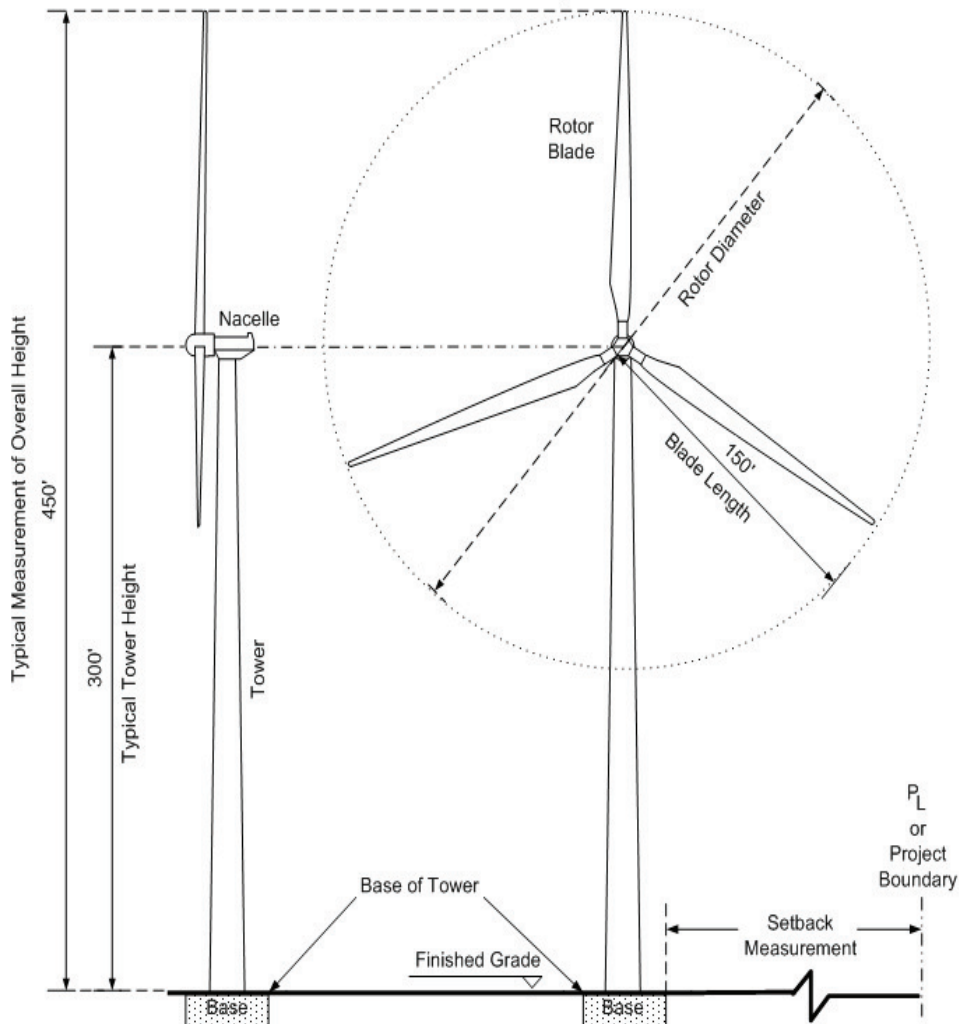 Typical Measurement of Overall Height
450'
300'
Typical Tower Height
Nacelle
Tower
Rotor
Blade
Rotor Diameter
150'
Blade Length
P
L
or
Project
Boundary
Base of Tower
Setback
Measurement
Finished Grade
Base
Base